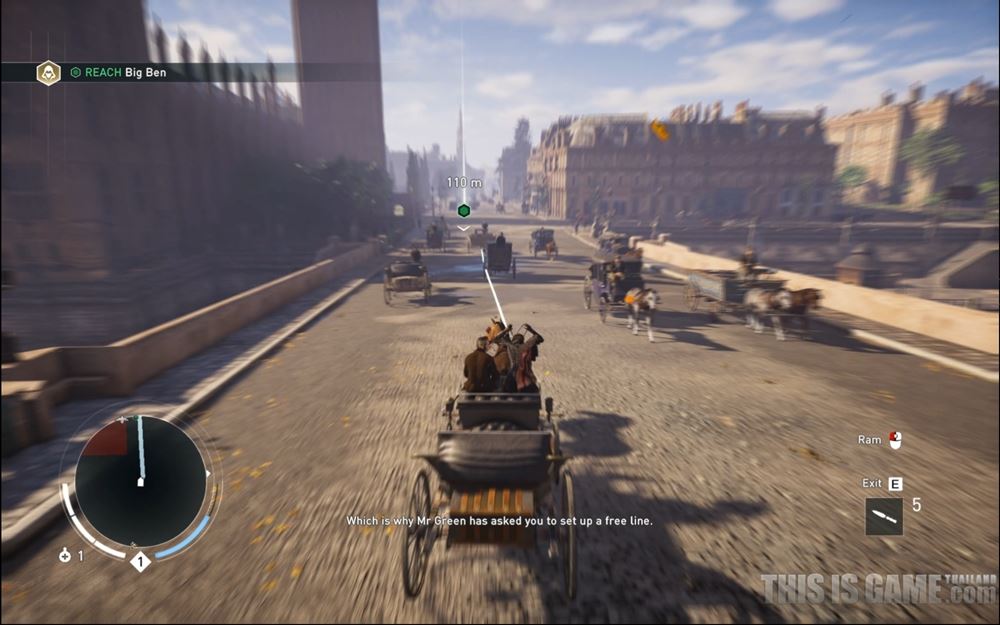 REACH Big Ben
110 m
Ram
Exit E
5
Which is why Mr Green has asked you to set up a free line.
1
1
THIS IS GAME THAILAND .com